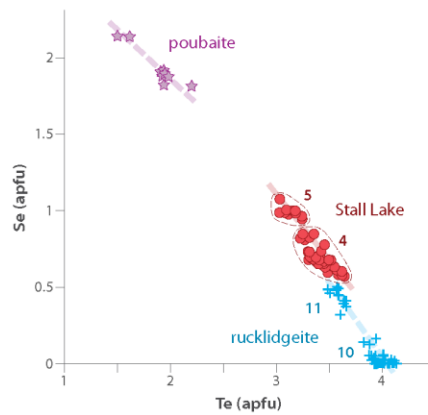 poubaite
2
1.5
1
0.5
0
Se (apfu)
5
Stall Lake
4
11
rucklidgeite
10
1
2
3
4
Te (apfu)